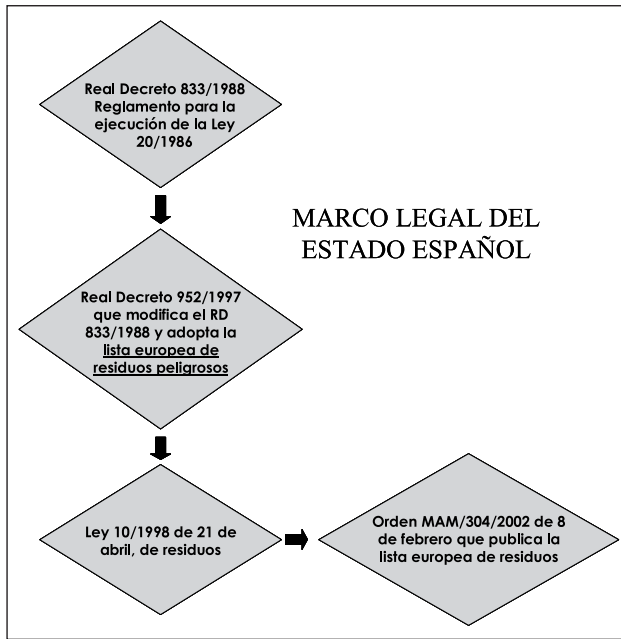 Real Decreto 833/1988
Reglamento para la
ejecución de la Ley
20/1986
MARCO LEGAL DEL
ESTADO ESPAÑOL
Real Decreto 952/1997
que modifica el RD
833/1988 y adopta la
lista europea de
residuos peligrosos
Ley 10/1998 de 21 de
abril, de residuos
Orden MAM/304/2002 de 8
de febrero que publica la
lista europea de residuos